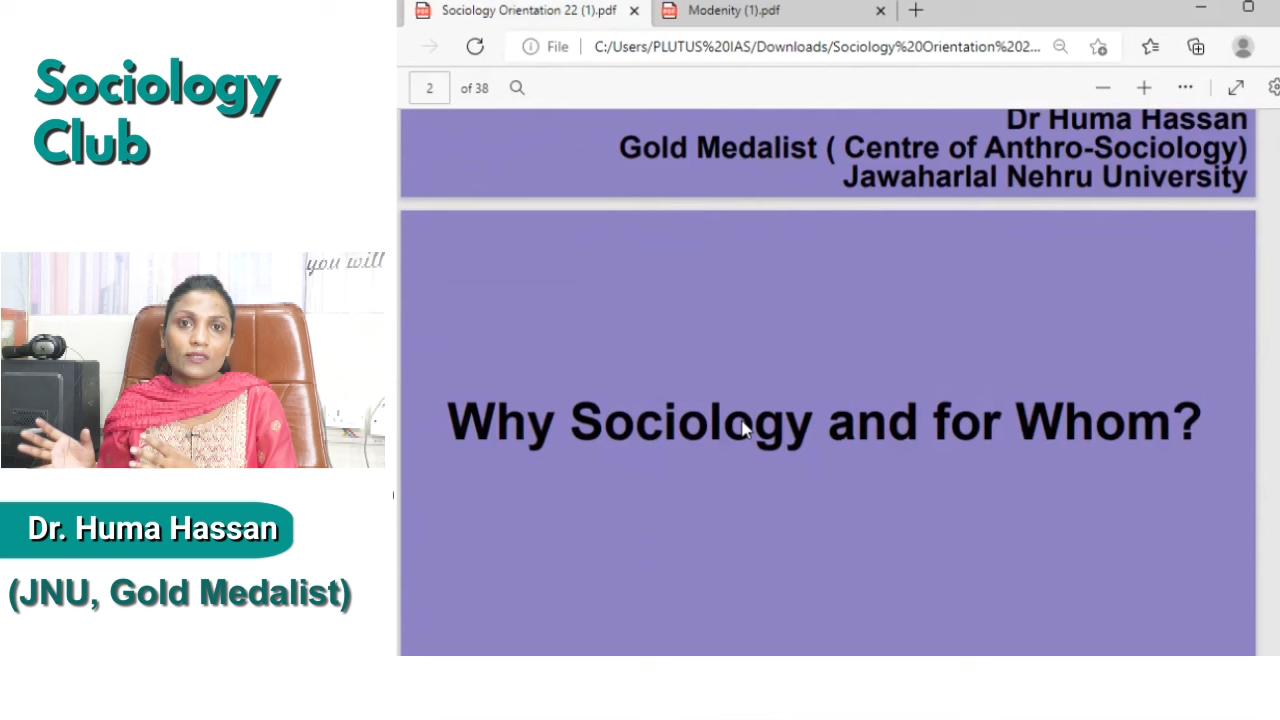 Sociology
Club
you will
Dr. Huma Hassan
(JNU, Gold Medalist)
Sociology Orientation 22 (1).pdf
Modenity (1).pdf
File
C:/Users/PLUTUS%20IAS/Downloads/Sociology%20Orientation%202...
2 of 38
Dr Huma Hassan
Gold Medalist ( Centre of Anthro-Sociology)
Jawaharlal Nehru University
Why Sociology and for Whom?